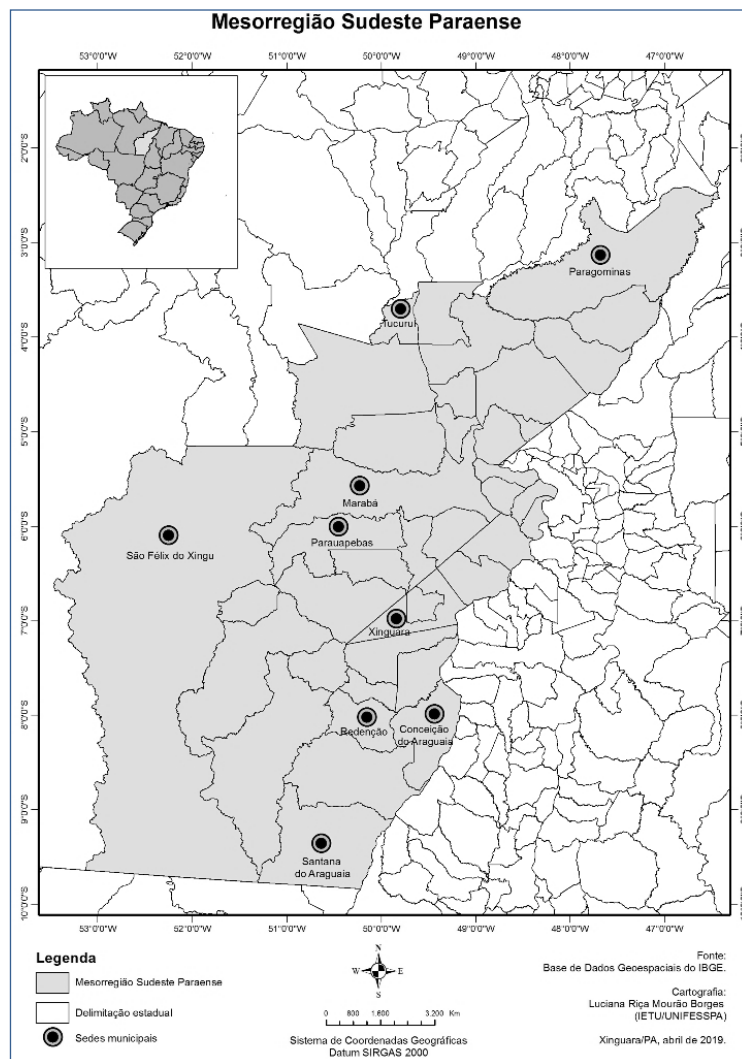 Mesorregião Sudeste Paraense
53°0'0"W 52°0'0"W 51°0'0"W 50°0'0"W 49°0'0"W 48°0'0"W 47°0'0"W
2°0'0"S
3°0'0"S
Paragominas
Tucuruí
4°0'0"S
5°0'0"S
Marabá
6°0'0"S
Parauapebas
São Félix do Xingu
7°0'0"S
Xinguara
8°0'0"S
Redenção
Conceição
do Araguaia
9°0'0"S
Santana
do Araguaia
10°0'0"S
53°0'0"W 52°0'0"W 51°0'0"W 50°0'0"W 49°0'0"W 48°0'0"W 47°0'0"W
Legenda
Mesorregião Sudeste Paraense
Delimitação estadual
Sedes municipais
N
W E
S
0 800 1.600 3.200 Km
Sistema de Coordenadas Geográficas
Datum SIRGAS 2000
Fonte:
Base de Dados Geoespaciais do IBGE.
Cartografia:
Luciana Riça Mourão Borges
(IETU/UNIFESSPA)
Xinguara/PA, abril de 2019.